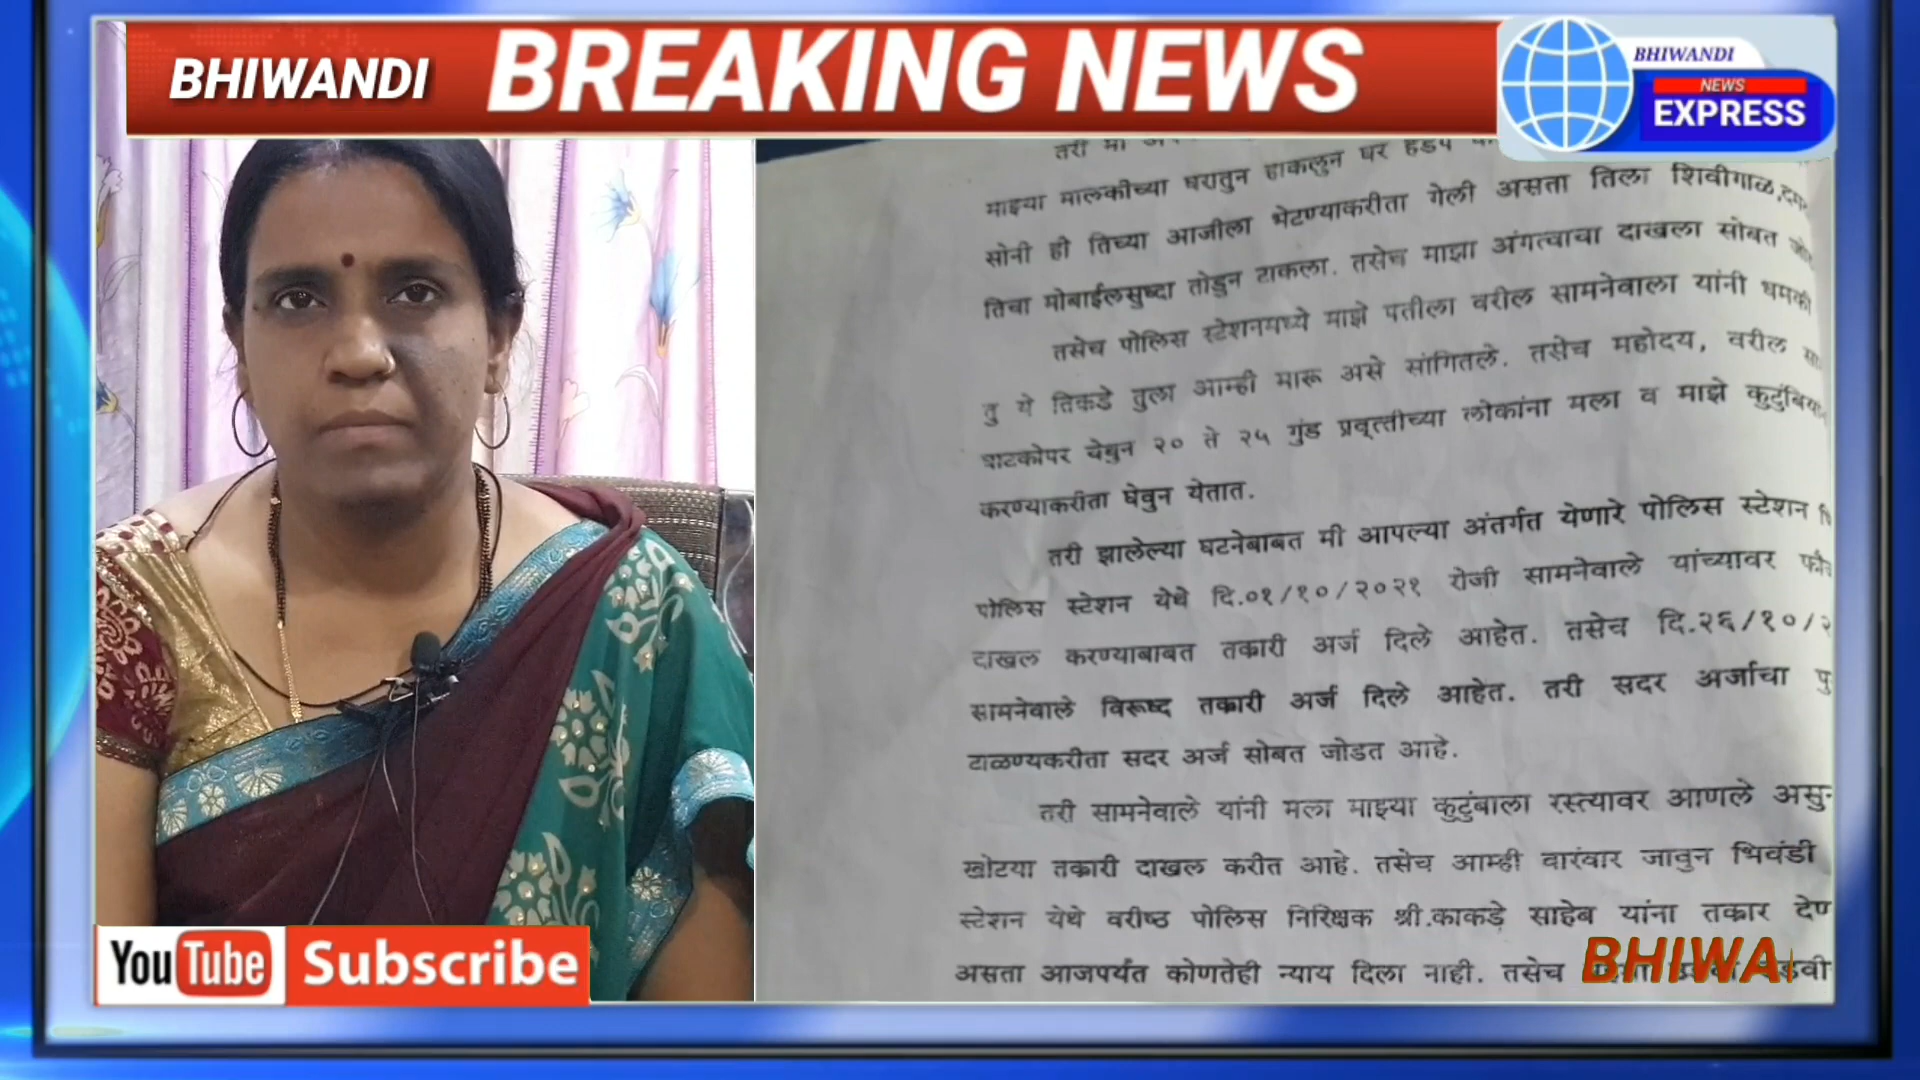 BHIWANDI BREAKING NEWS
BHIWANDI
NEWS
EXPRESS
तरी मी
माझ्या मालकीच्या घरातुन हाकलुन घर हडप
सोनी ही तिच्या आजीला भेटण्याकरीता गेली असता तिला शिवीगाळ,
तिचा मोबाईलसुध्दा तोडुन टाकला. तसेच माझा अंगत्वाचा दाखला सोबत
तसेच पोलिस स्टेशनमध्ये माझे पतीला वरील सामनेवाला यांनी धमकी
तु ये तिकडे तुला आम्ही मारू असे सांगितले. तसेच महोदय, वरील
घाटकोपर येवुन २० ते २५ गुंड प्रवृत्तीच्या लोकांना मला व माझे
करण्याकरीता घेवुन येतात.
तरी झालेल्या घटनेबाबत मी आपल्या अंतर्गत येणारे पोलिस स्टेशन
पोलिस स्टेशन येथे दि.०१/१०/२०२१ रोजी सामनेवाले यांच्यावर
दाखल करण्याबाबत तकारी अर्ज दिले आहेत. तसेच दि.२६/१०/२
सामनेवाले विरूध्द तकारी अर्ज दिले आहेत. तरी सदर अर्जाचा
टाळण्यकरीता सदर अर्ज सोबत जोडत आहे.
तरी सामनेवाले यांनी मला माझ्या कुटुंबाला रस्त्यावर आणले
खोटया तकारी दाखल करीत आहे. तसेच आम्ही वारंवार जावुन भिवंडी
स्टेशन येथे वरीष्ठ पोलिस निरिक्षक श्री.काकडे साहेब यांना तकार
असता आजपर्यंत कोणतेही न्याय दिला नाही. तसेच
BHIWA
YouTube Subscribe